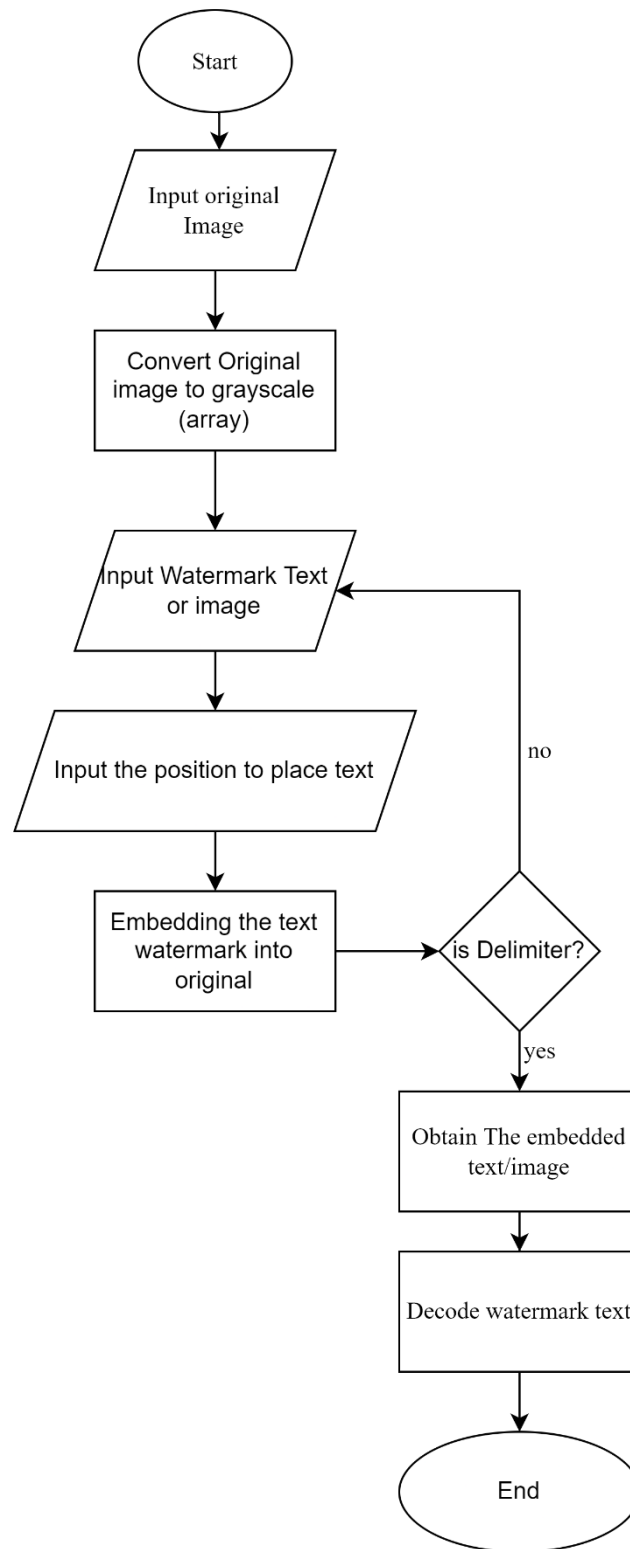 Start
Input original
Image
Convert Original
image to grayscale
(array)
Input Watermark Text
or image
Input the position to place text
no
Embedding the text
watermark into
original
is Delimiter?
yes
Obtain The embedded
text/image
Decode watermark text
End